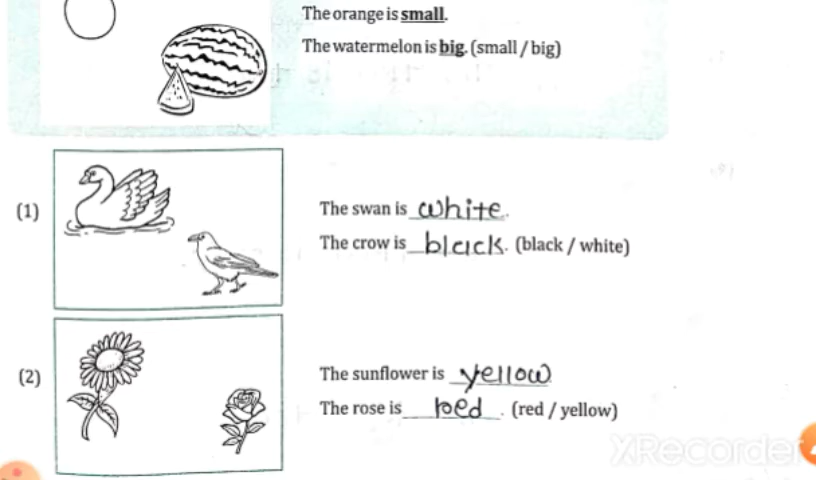 The orange is small.
The watermelon is big. (small / big)
(1)
The swan is white.
The crow is black. (black / white)
(2)
The sunflower is yellow
The rose is red. (red / yellow)
XRecorder